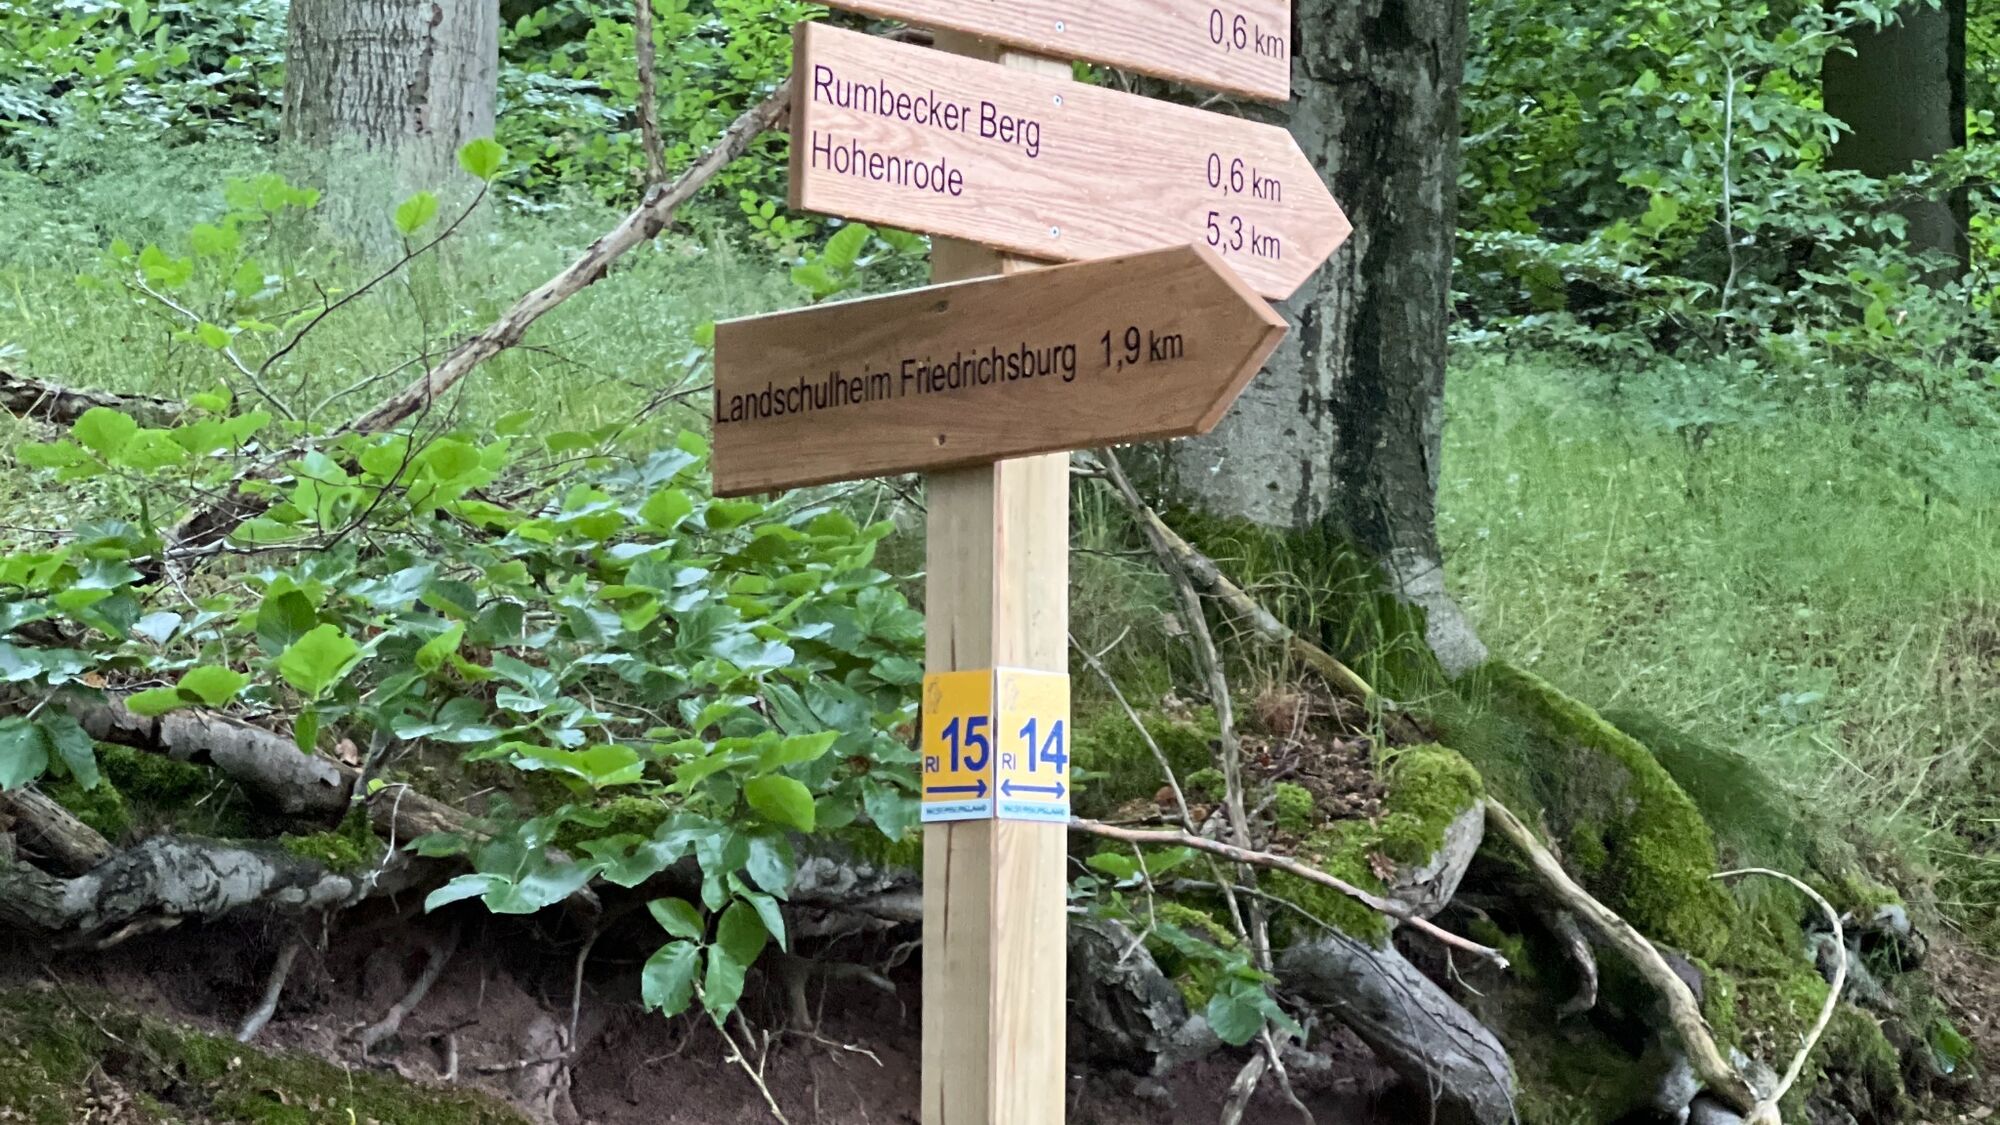 0,6 km
Rumbecker Berg 0,6 km
Hohenrode 5,3 km
Landschulheim Friedrichsburg 1,9 km
RI 15
RI 14